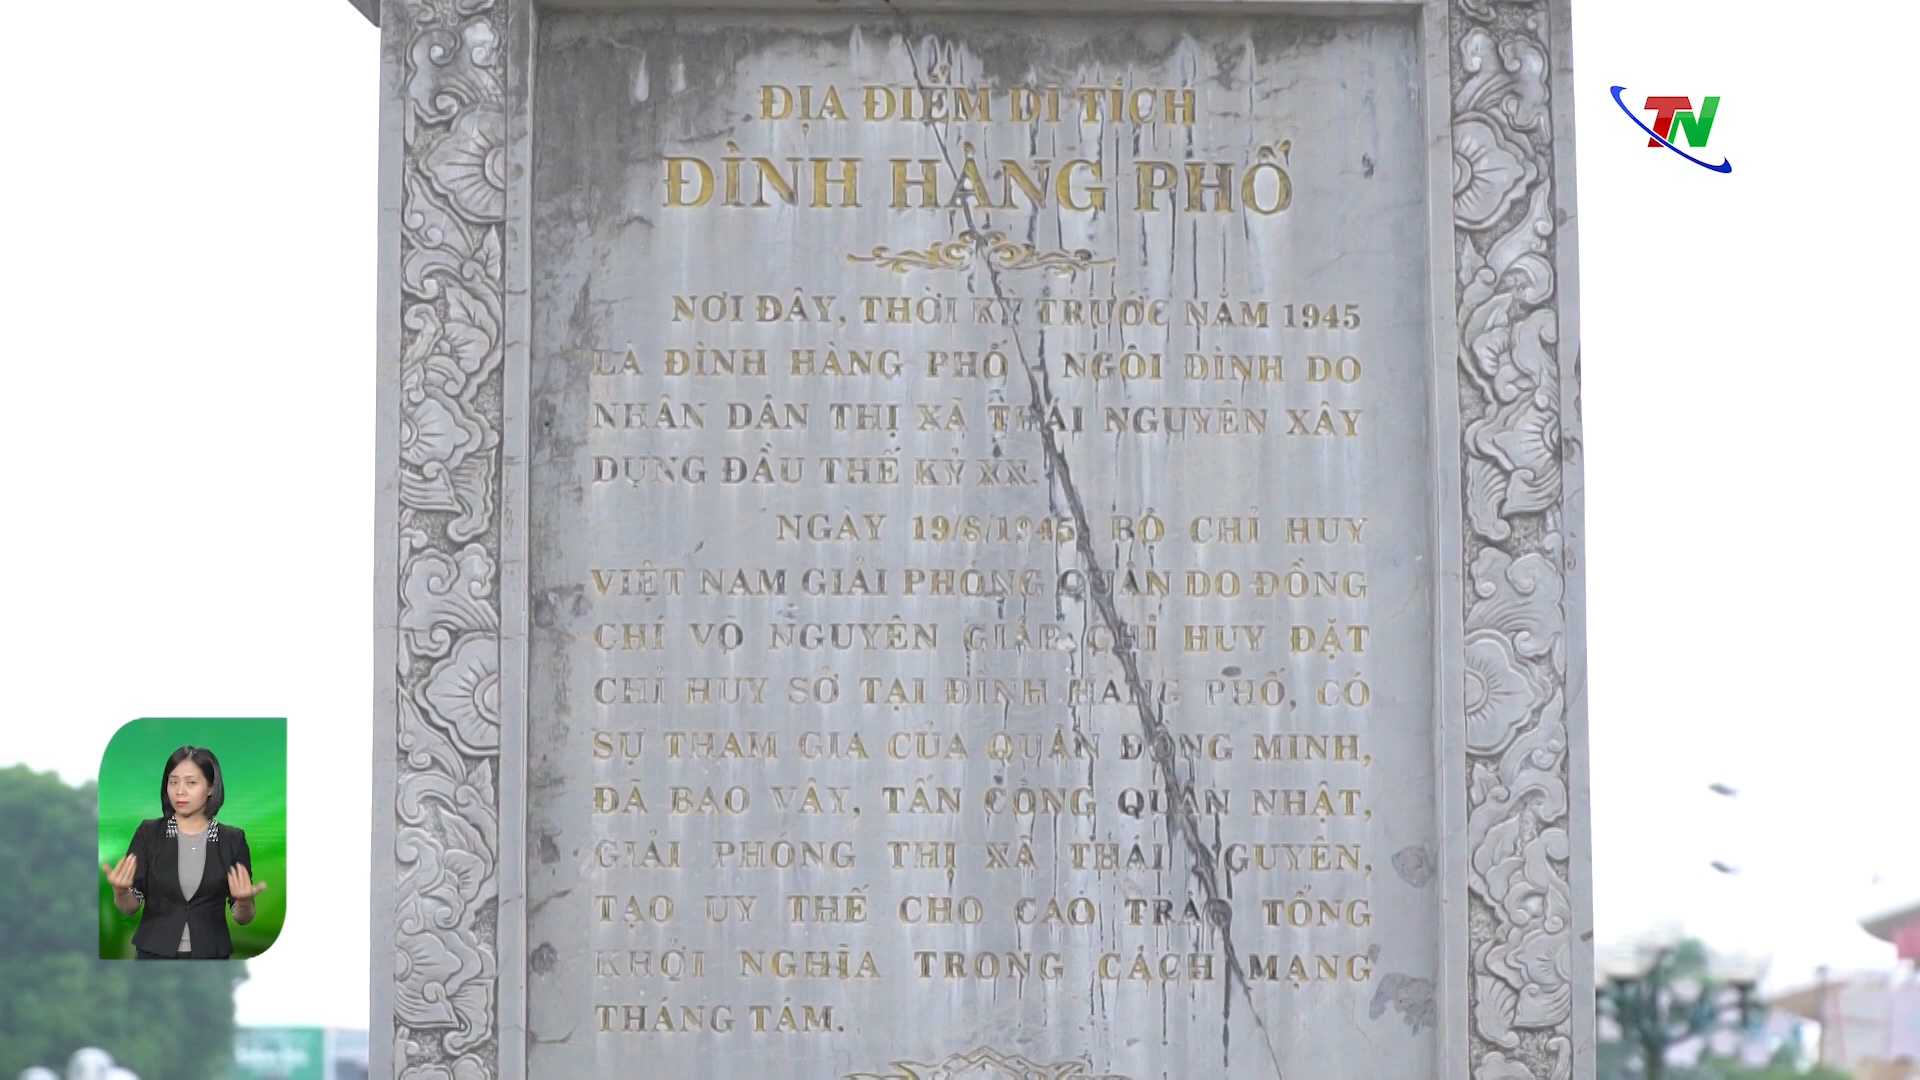 ĐỊA ĐIỂM DI TÍCH
ĐÌNH HÀNG PHỐ
TN
NƠI ĐÂY, THỜI KỲ TRƯỚC NĂM 1945
LÀ ĐÌNH HÀNG PHỐ NGÔI ĐÌNH DO
NHÂN DÂN THỊ XÃ THÁI NGUYÊN XÂY
DỰNG ĐẦU THẾ KỶ XX.
NGÀY 19/8/1945 BỘ CHỈ HUY
VIỆT NAM GIẢI PHÓNG QUÂN DO ĐỒNG
CHÍ VÕ NGUYÊN GIÁP CHỈ HUY ĐẶT
CHỈ HUY SỞ TẠI ĐÌNH HÀNG PHỐ, CÓ
SỰ THAM GIA CỦA QUÂN ĐỒNG MINH,
ĐÃ BAO VÂY, TẤN CÔNG QUÂN NHẬT,
GIẢI PHÓNG THỊ XÃ THÁI NGUYÊN,
TẠO UY THẾ CHO CAO TRÀO TỔNG
KHỞI NGHĨA TRONG CÁCH MẠNG
THÁNG TÁM.